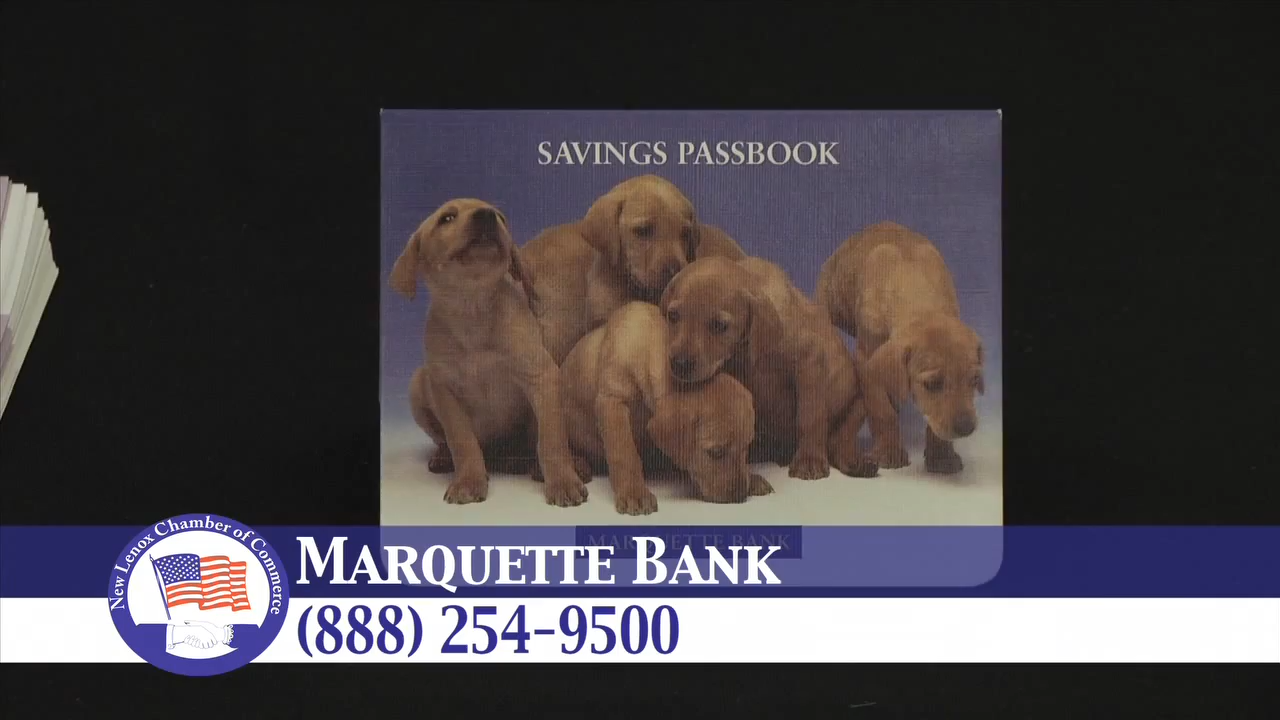 SAVINGS PASSBOOK
MARQUETTE BANK
New Lenox Chamber of Commerce
MARQUETTE BANK
(888) 254-9500